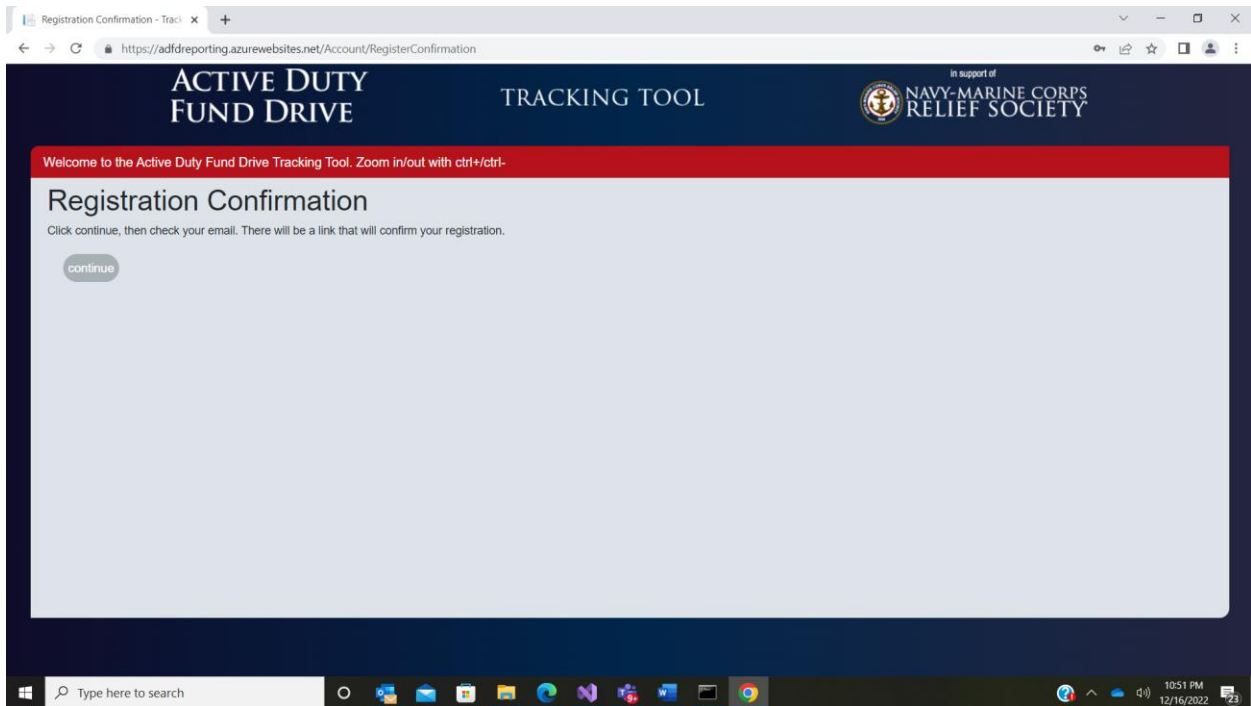 Registration Confirmation - Trac
https://adfdreporting.azurewebsites.net/Account/RegisterConfirmation
ACTIVE DUTY
FUND DRIVE
TRACKING TOOL
In support of
NAVY-MARINE CORPS
RELIEF SOCIETY
Welcome to the Active Duty Fund Drive Tracking Tool. Zoom in/out with ctrl+/ctrl-
Registration Confirmation
Click continue, then check your email. There will be a link that will confirm your registration.
continue
Type here to search
10:51 PM
12/16/2022
23